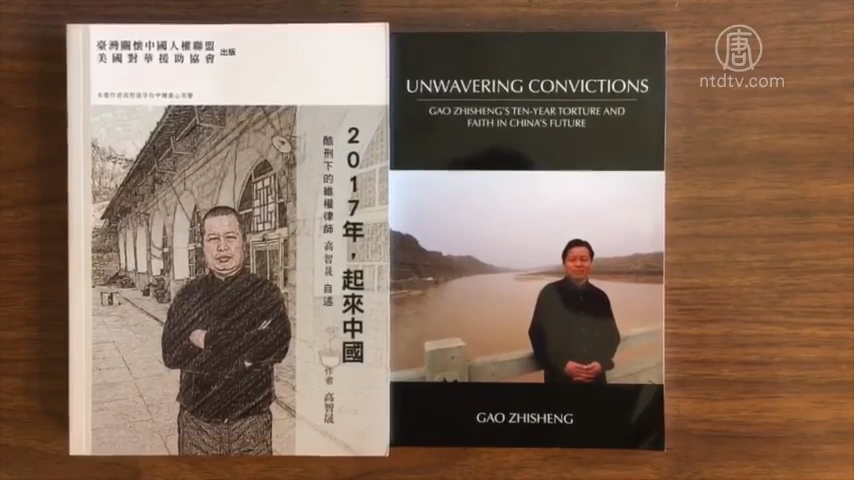 臺灣關懷中國人權聯盟
美國對華援助協會 出版
2017年，起來中國
酷刑下的維權律師 高智晟 自述
作者 高智晟
UNWAVERING CONVICTIONS
GAO ZHISHENG'S TEN-YEAR TORTURE AND
FAITH IN CHINA'S FUTURE
GAO ZHISHENG
唐
ntdtv.com